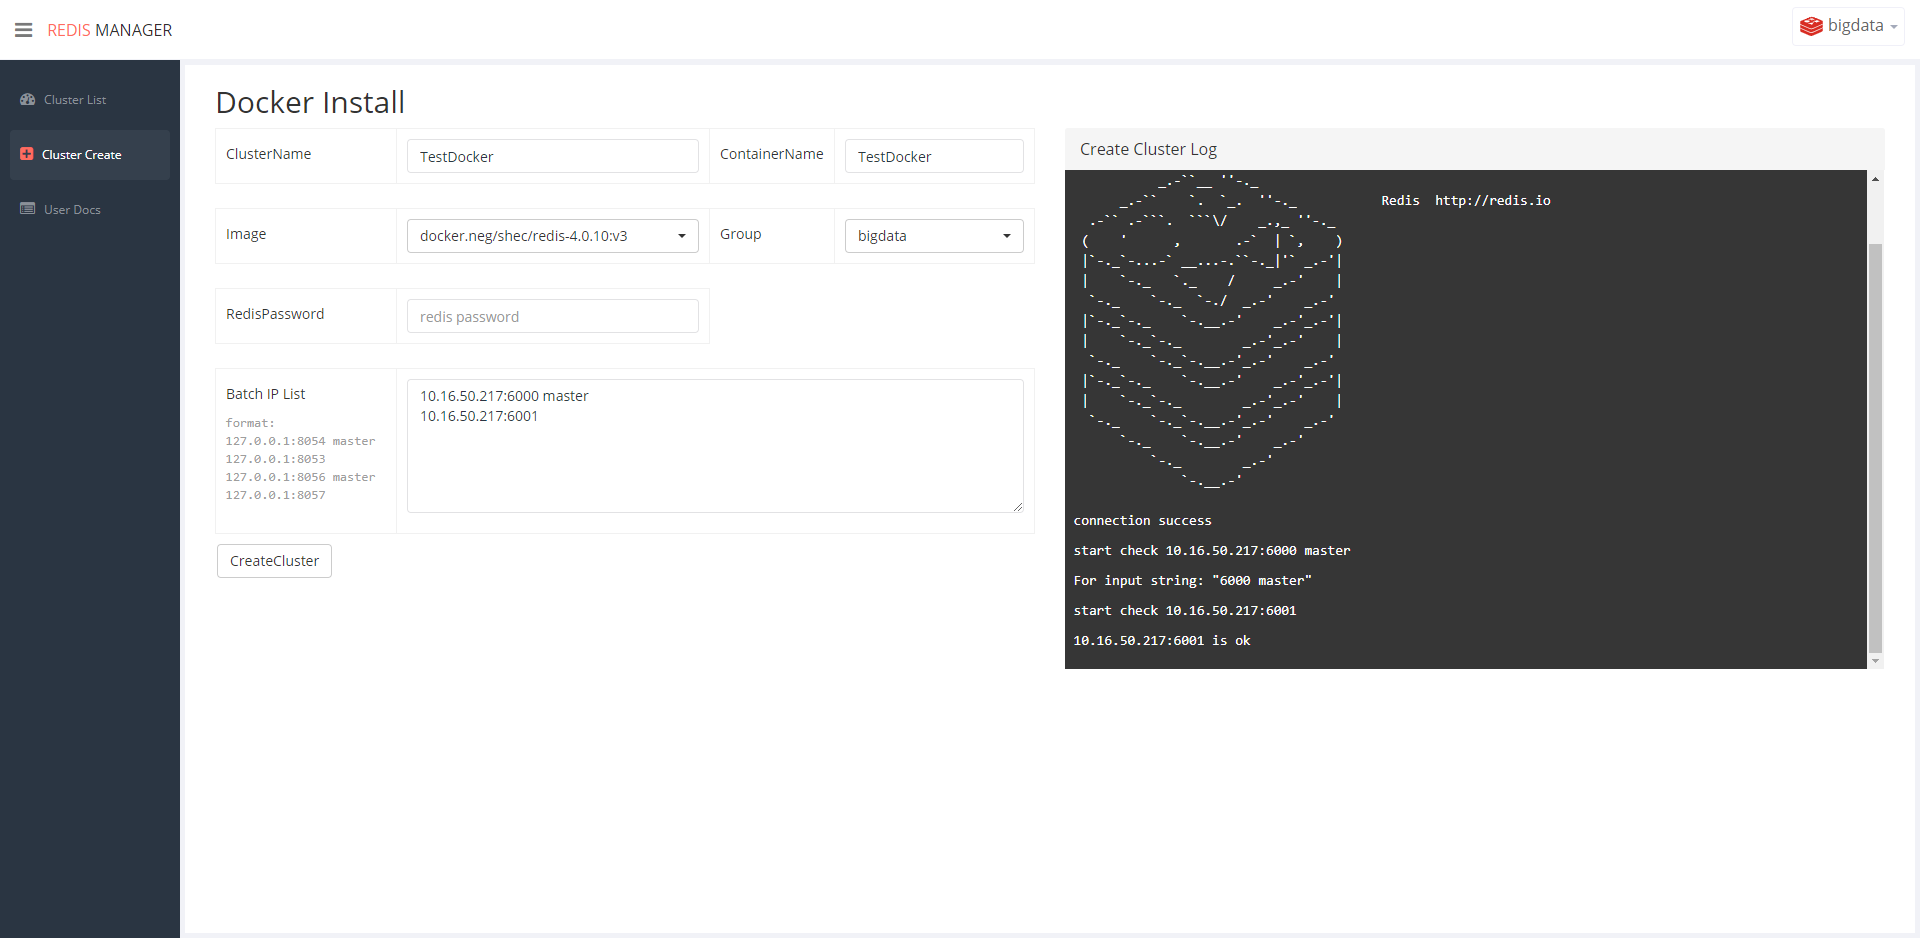 REDIS MANAGER
bigdata
Cluster List
Cluster Create
User Docs
Docker Install
ClusterName
TestDocker
ContainerName
TestDocker
Image
docker.neg/shec/redis-4.0.10:v3
Group
bigdata
RedisPassword
redis password
Batch IP List
format:
127.0.0.1:8054 master
127.0.0.1:8053
127.0.0.1:8056 master
127.0.0.1:8057
10.16.50.217:6000 master
10.16.50.217:6001
CreateCluster
Create Cluster Log
Redis http://redis.io
connection success
start check 10.16.50.217:6000 master
For input string: "6000 master"
start check 10.16.50.217:6001
10.16.50.217:6001 is ok